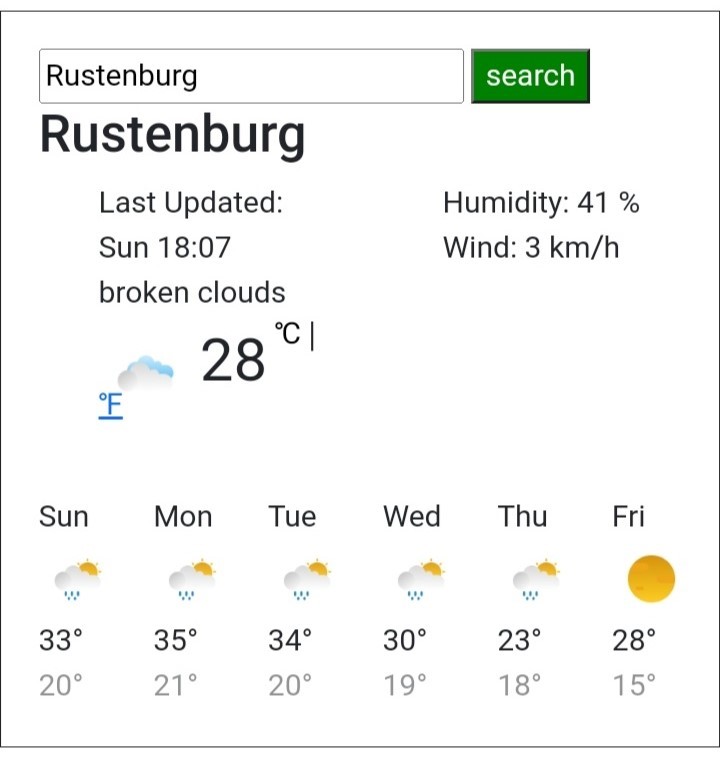 Rustenburg
search
Rustenburg
Last Updated:
Sun 18:07
broken clouds
Humidity: 41 %
Wind: 3 km/h
28 °C |
°F
Sun Mon Tue Wed Thu Fri
33° 35° 34° 30° 23° 28°
20° 21° 20° 19° 18° 15°